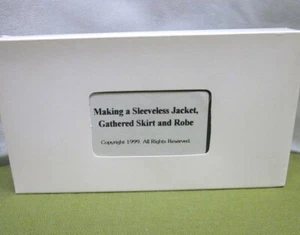 Making a Sleeveless Jacket,
Gathered Skirt and Robe
Copyright 1999. All Rights Reserved.